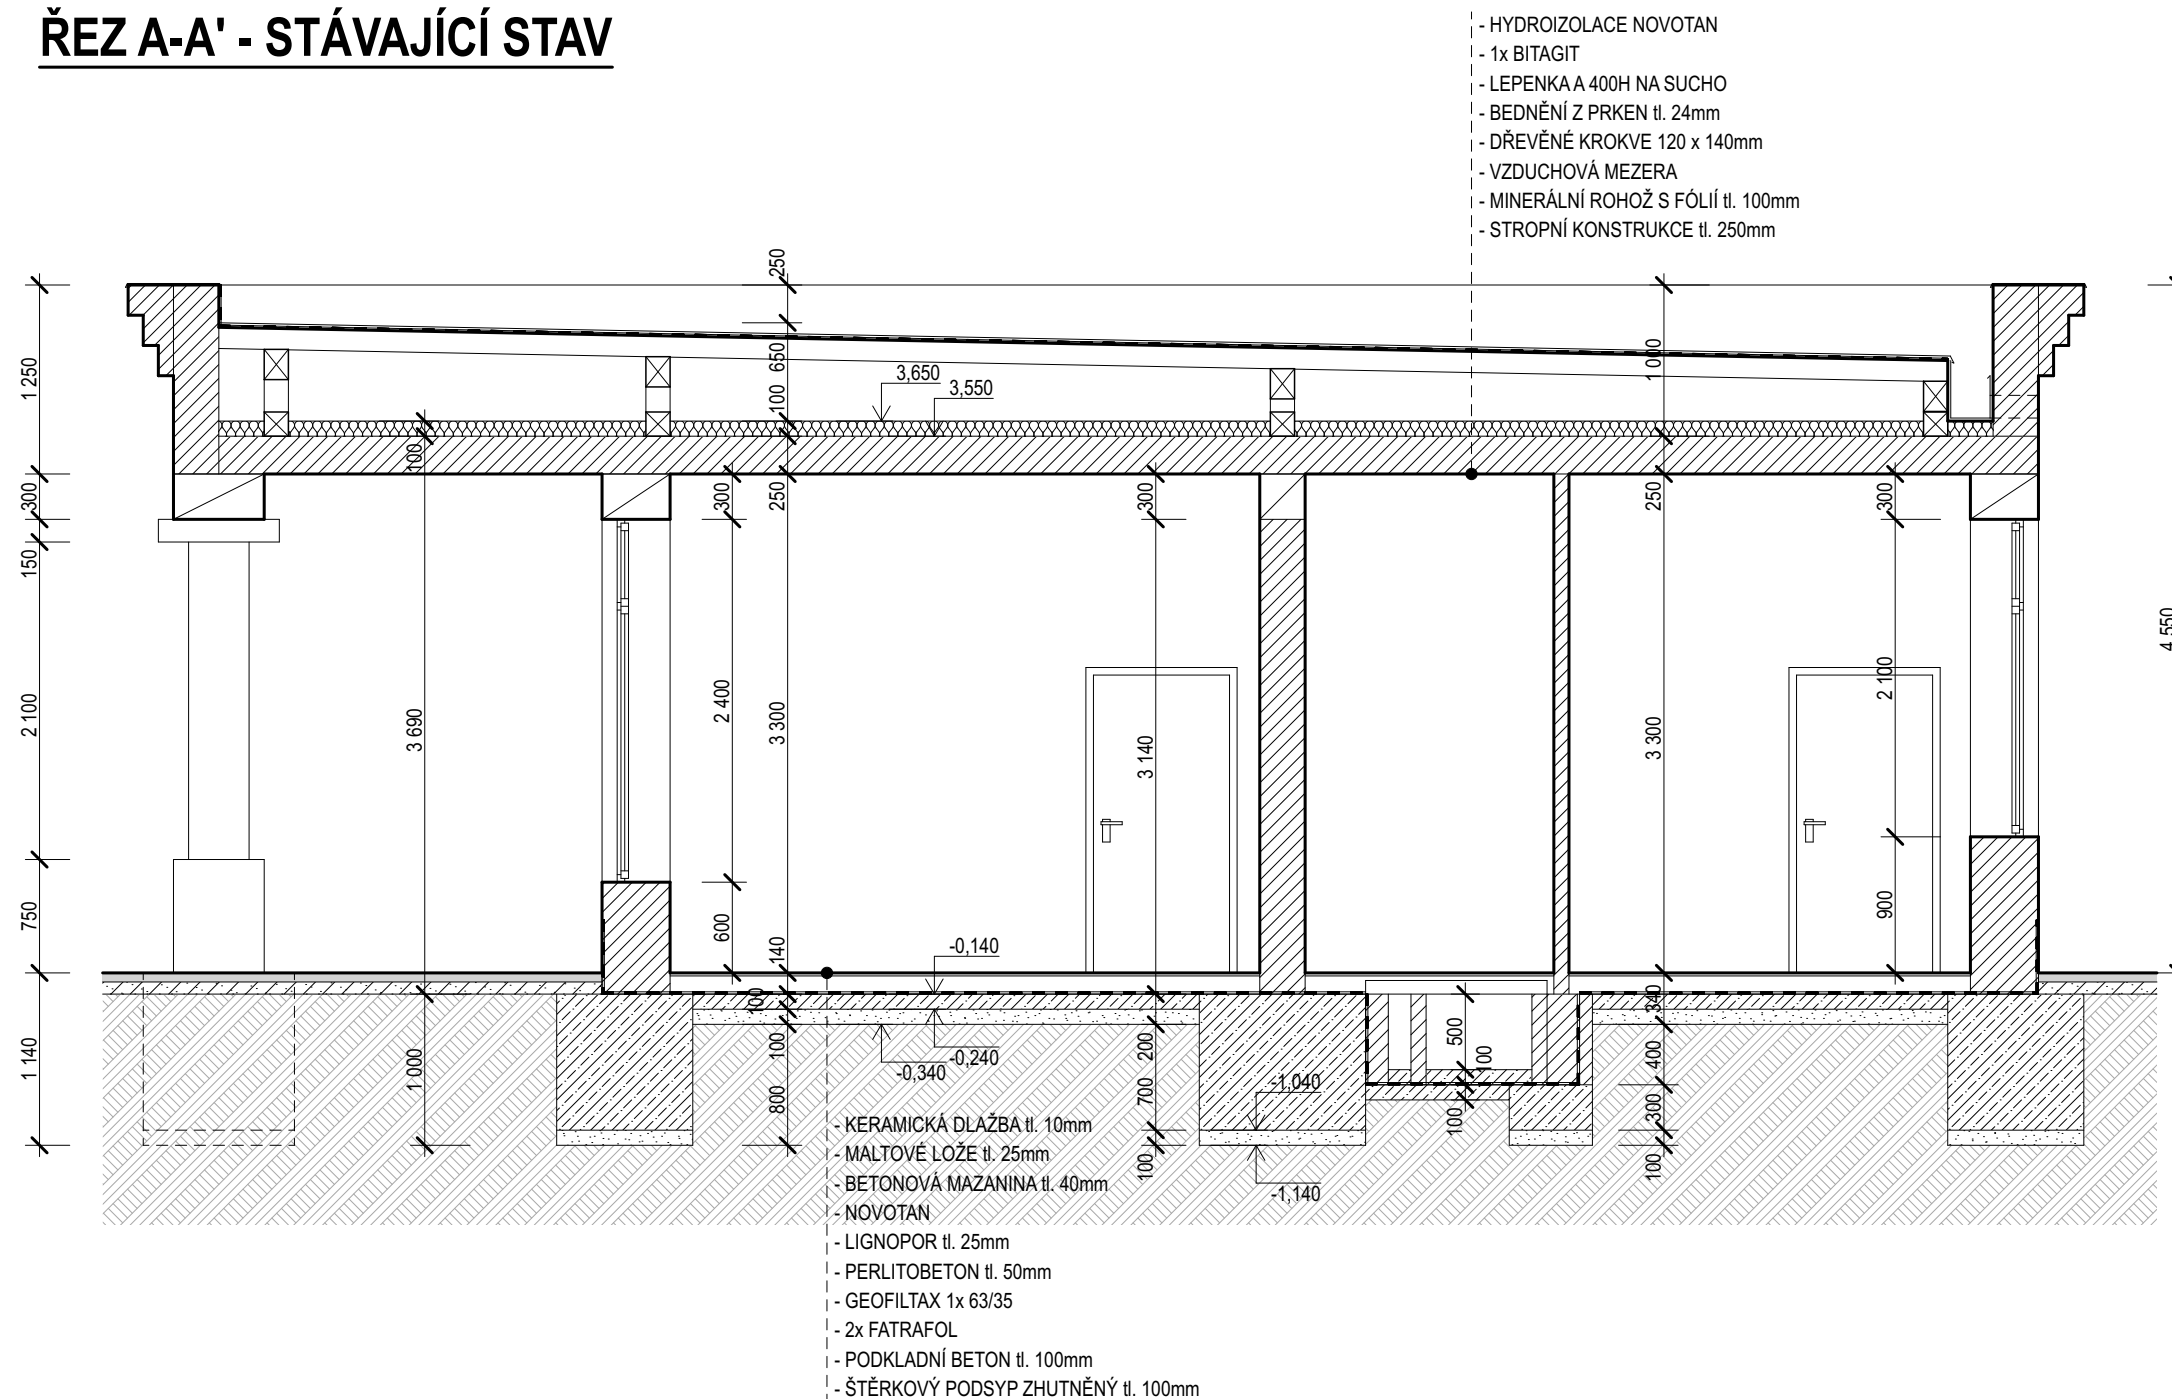 ŘEZ A-A' - STÁVAJÍCÍ STAV
- HYDROIZOLACE NOVOTAN
- 1x BITAGIT
- LEPENKA A 400H NA SUCHO
- BEDNĚNÍ Z PRKEN tl. 24mm
- DŘEVĚNÉ KROKVE 120 x 140mm
- VZDUCHOVÁ MEZERA
- MINERÁLNÍ ROHOŽ S FÓLIÍ tl. 100mm
- STROPNÍ KONSTRUKCE tl. 250mm
1 250
300
150
2 100
750
1 140
100
3 690
1 000
300
2 400
600
250
650
100
250
3 300
140
100
100
800
3,650
3,550
-0,140
-0,240
-0,340
300
3 140
200
700
100
-1,040
-1,140
500
100
100
1 000
250
3 300
340
400
300
100
300
2 100
900
4 550
- KERAMICKÁ DLAŽBA tl. 10mm
- MALTOVÉ LOŽE tl. 25mm
- BETONOVÁ MAZANINA tl. 40mm
- NOVOTAN
- LIGNOPOR tl. 25mm
- PERLITOBETON tl. 50mm
- GEOFILTAX 1x 63/35
- 2x FATRAFOL
- PODKLADNÍ BETON tl. 100mm
- ŠTĚRKOVÝ PODSYP ZHUTNĚNÝ tl. 100mm